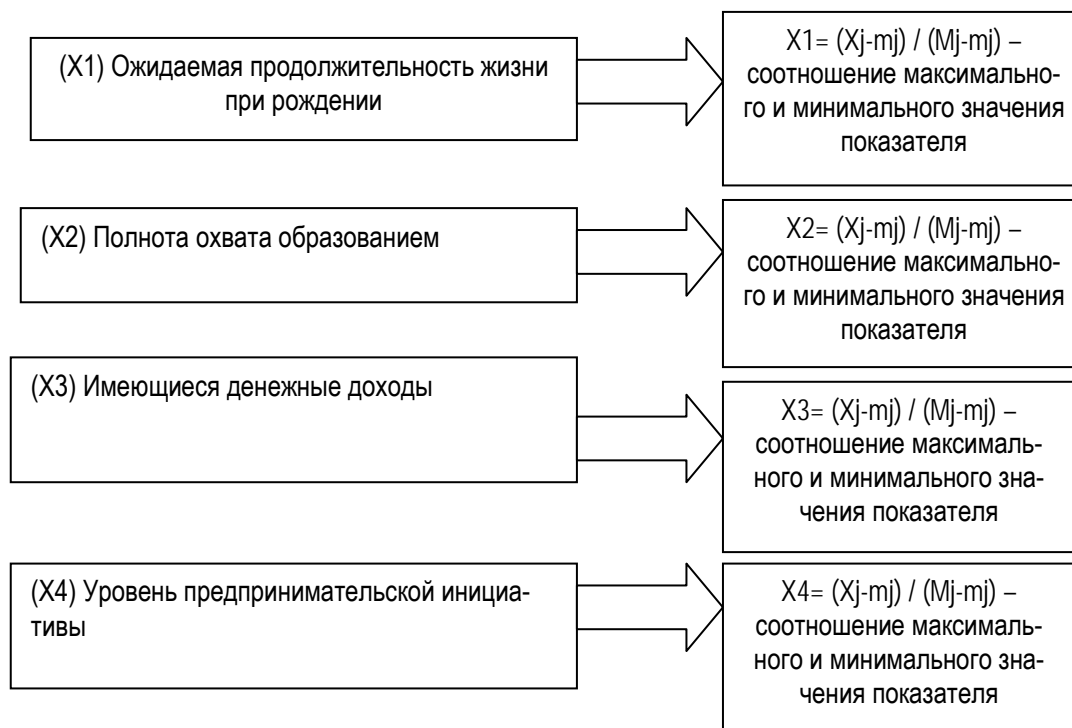 (X1) Ожидаемая продолжительность жизни
при рождении
X1= (Xj-mj) / (Mj-mj) –
соотношение максимально-
го и минимального значения
показателя
(X2) Полнота охвата образованием
X2= (Xj-mj) / (Mj-mj) –
соотношение максимально-
го и минимального значения
показателя
(X3) Имеющиеся денежные доходы
X3= (Xj-mj) / (Mj-mj) –
соотношение максималь-
ного и минимального зна-
чения показателя
(X4) Уровень предпринимательской инициа-
тивы
X4= (Xj-mj) / (Mj-mj) –
соотношение максималь-
ного и минимального зна-
чения показателя